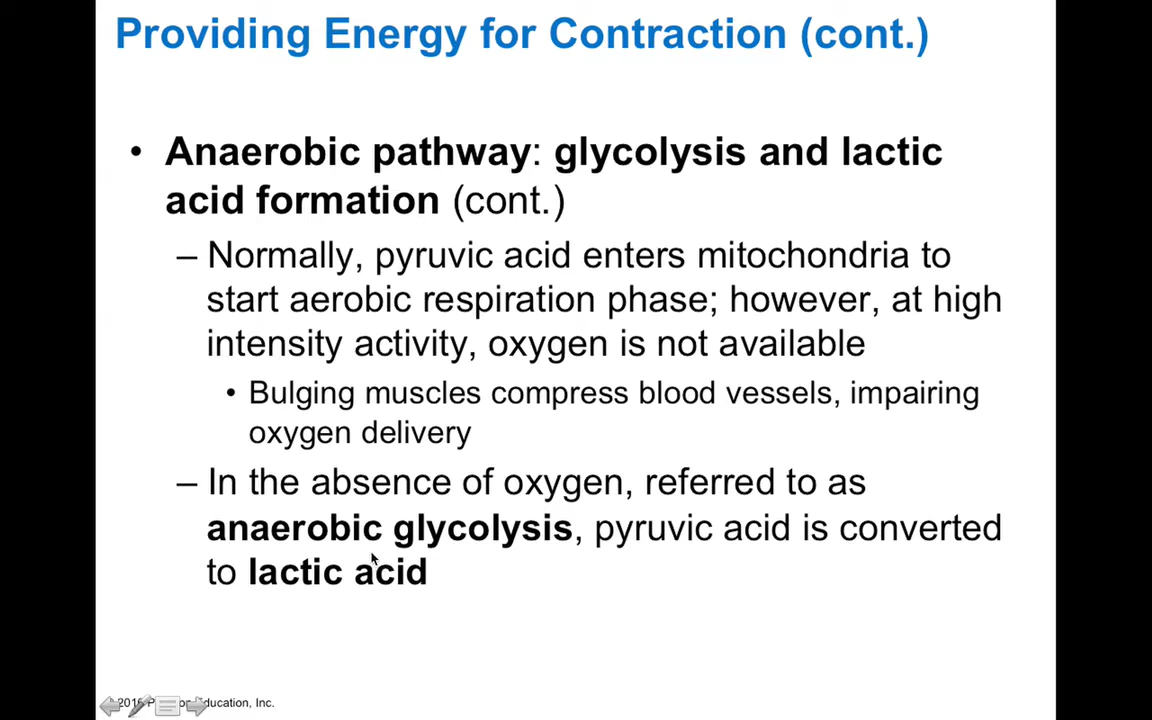 Providing Energy for Contraction (cont.)
• Anaerobic pathway: glycolysis and lactic
acid formation (cont.)
– Normally, pyruvic acid enters mitochondria to
start aerobic respiration phase; however, at high
intensity activity, oxygen is not available
• Bulging muscles compress blood vessels, impairing
oxygen delivery
– In the absence of oxygen, referred to as
anaerobic glycolysis, pyruvic acid is converted
to lactic acid
Education, Inc.